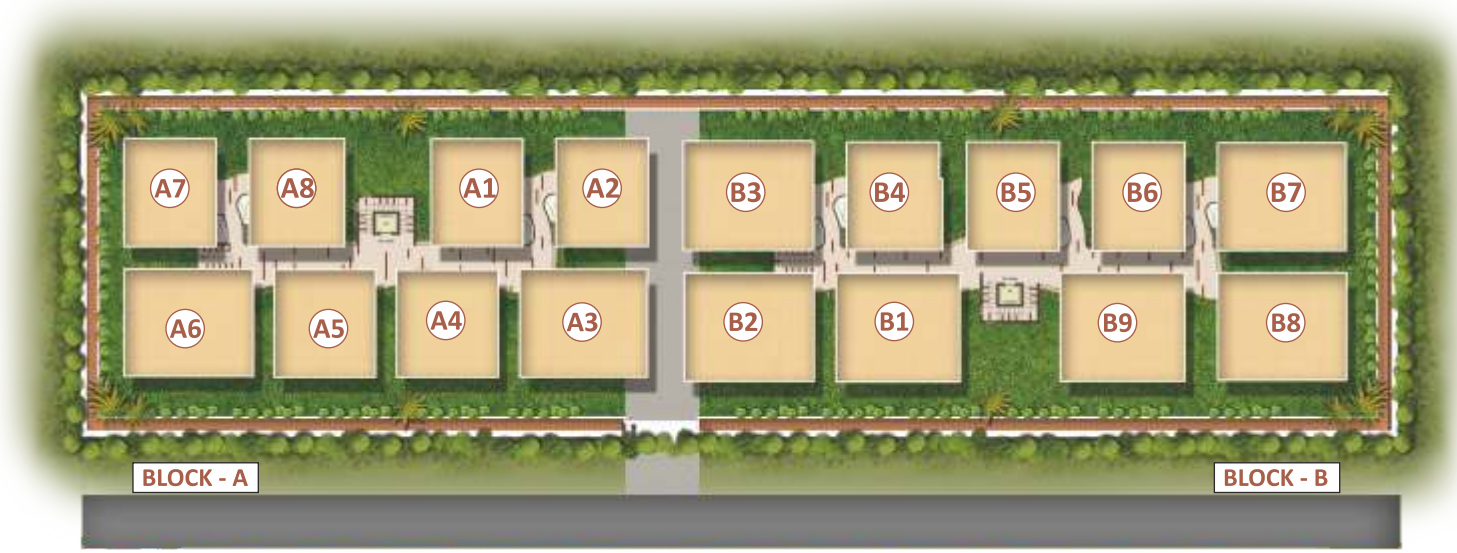 A7 A8 A1 A2 B3 B4 B5 B6 B7
A6 A5 A4 A3 B2 B1 B9 B8
BLOCK - A BLOCK - B